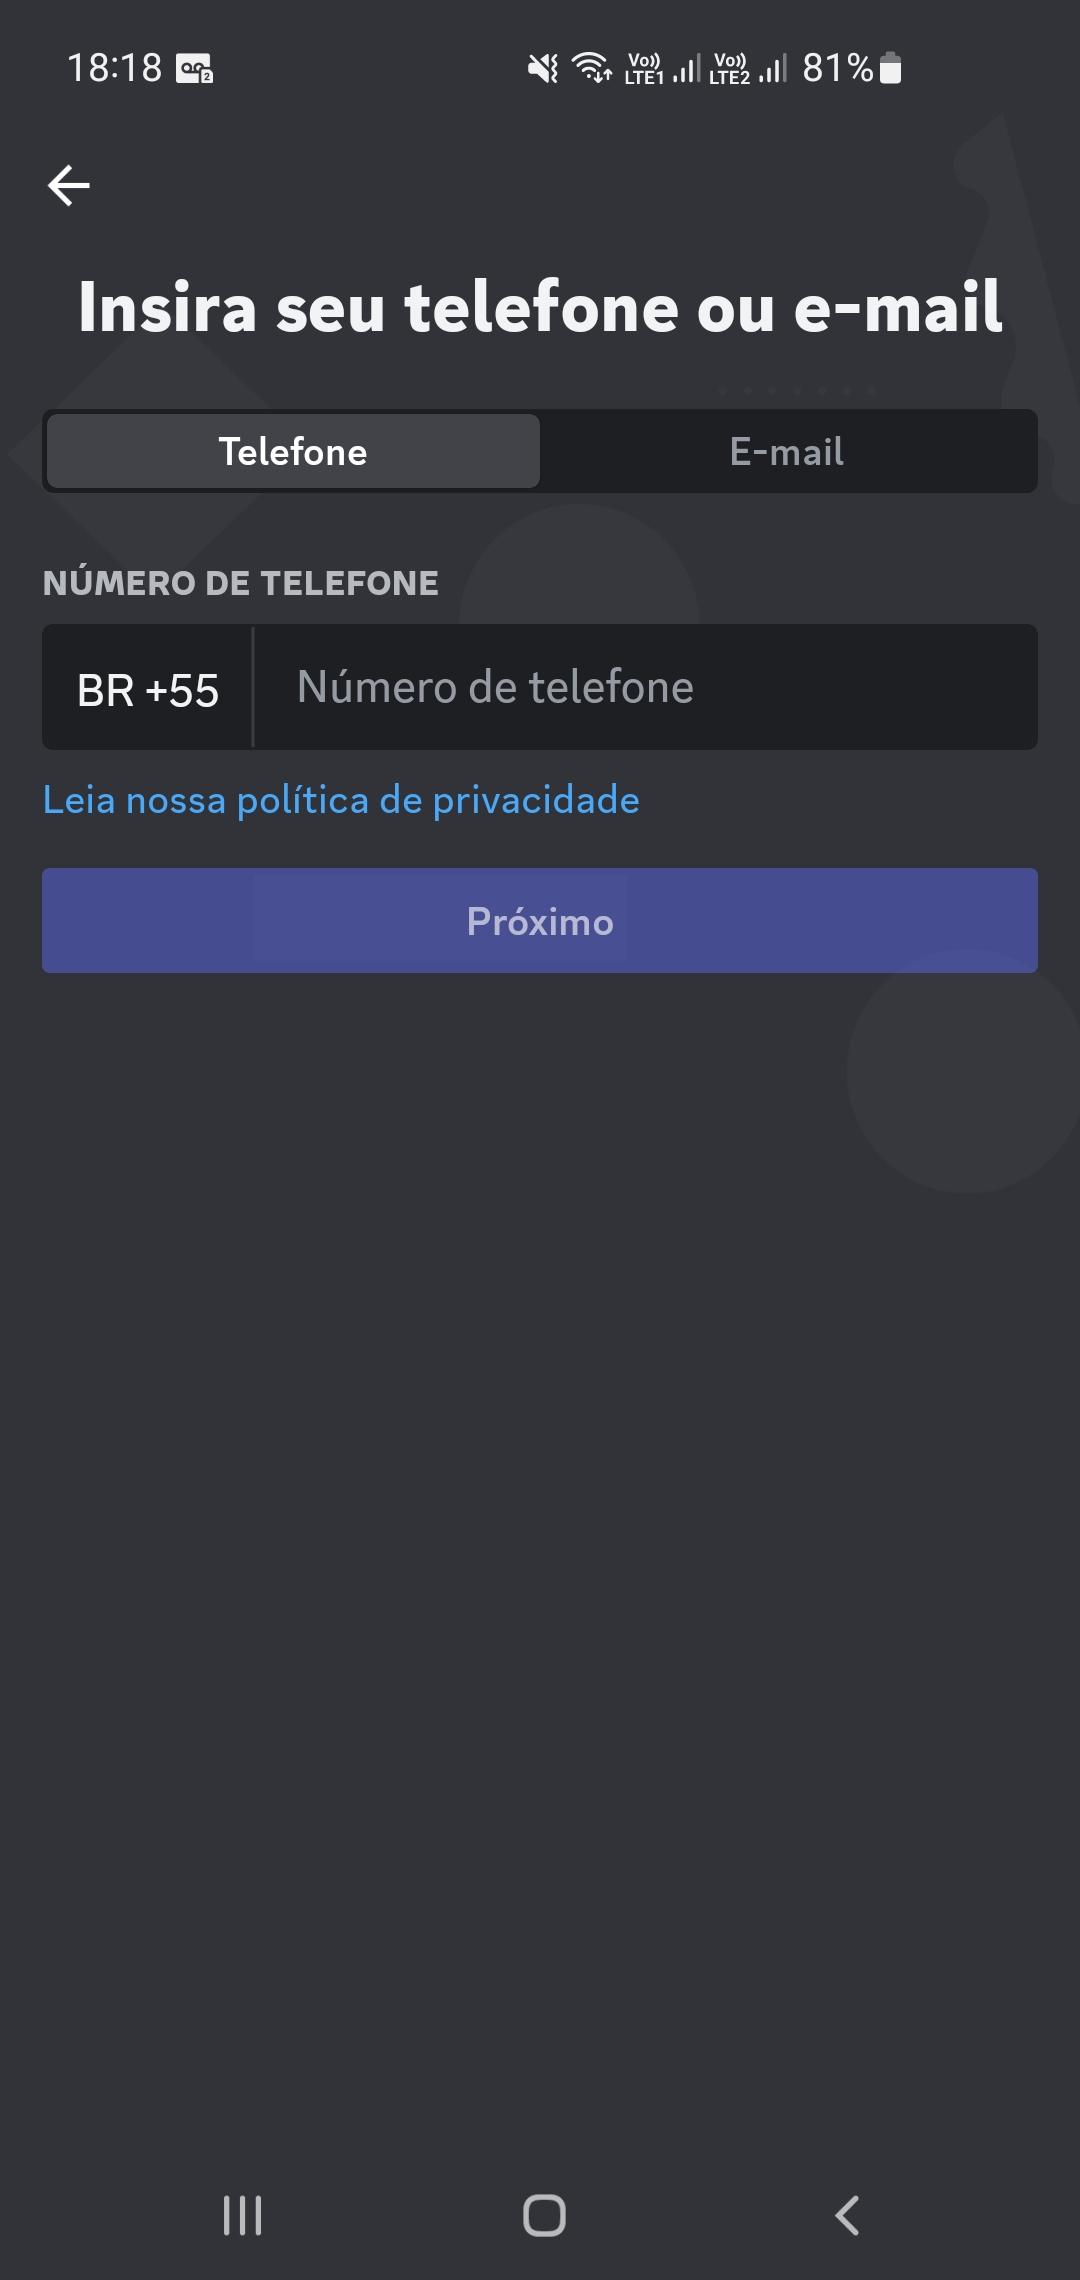 18:18 2 Vo)) LTE1 Vo)) LTE2 81%
Insira seu telefone ou e-mail
Telefone E-mail
NÚMERO DE TELEFONE
BR +55 Número de telefone
Leia nossa política de privacidade
Próximo